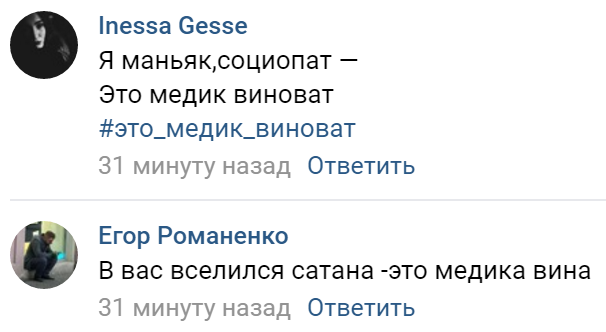 Inessa Gesse
Я маньяк,социопат —
Это медик виноват
#это_медик_виноват
31 минуту назад Ответить
Егор Романенко
В вас вселился сатана -это медика вина
31 минуту назад Ответить